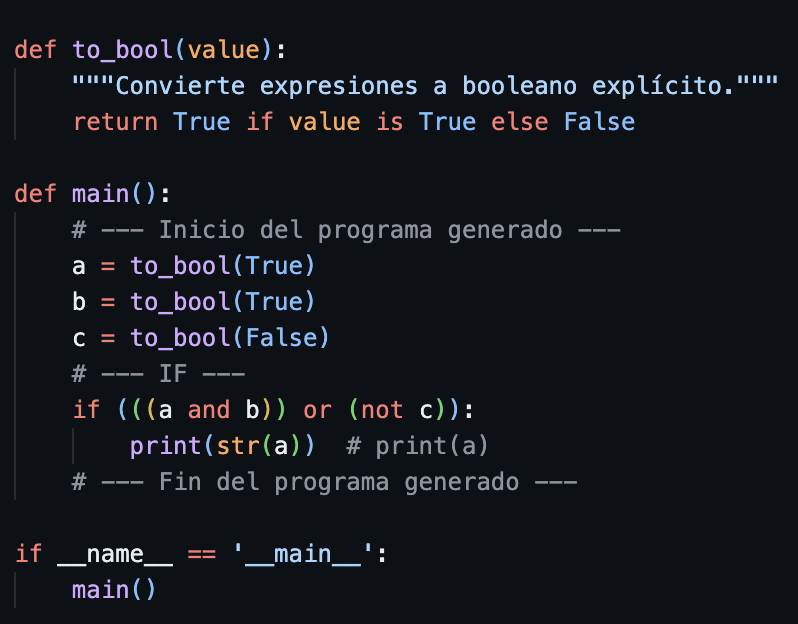 def to_bool(value):
    """Convierte expresiones a booleano explícito."""
    return True if value is True else False

def main():
    # --- Inicio del programa generado ---
    a = to_bool(True)
    b = to_bool(True)
    c = to_bool(False)
    # --- IF ---
    if (((a and b)) or (not c)):
        print(str(a))  # print(a)
    # --- Fin del programa generado ---

if __name__ == '__main__':
    main()